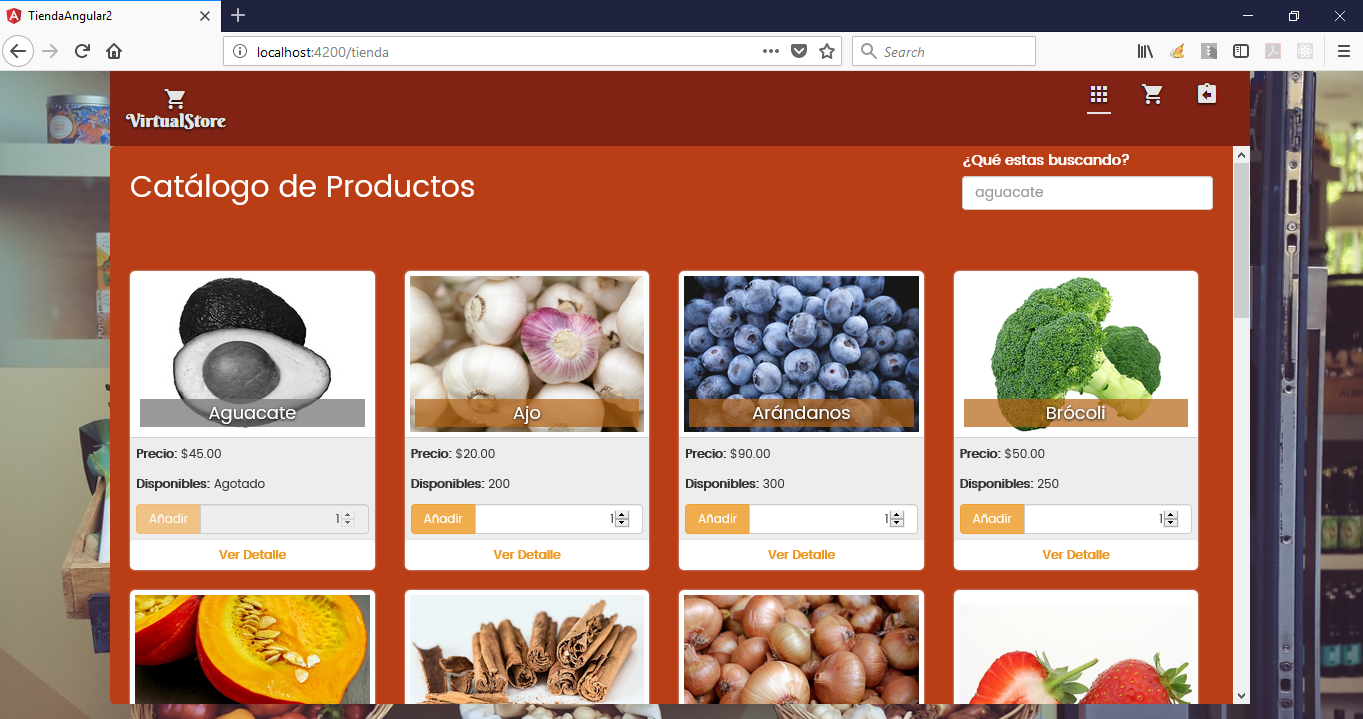 TiendaAngular2
localhost:4200/tienda
Search
VirtualStore
Catálogo de Productos
¿Qué estas buscando?
aguacate
Aguacate
Precio: $45.00
Disponibles: Agotado
Añadir 1
Ver Detalle
Ajo
Precio: $20.00
Disponibles: 200
Añadir 1
Ver Detalle
Arándanos
Precio: $90.00
Disponibles: 300
Añadir 1
Ver Detalle
Brócoli
Precio: $50.00
Disponibles: 250
Añadir 1
Ver Detalle